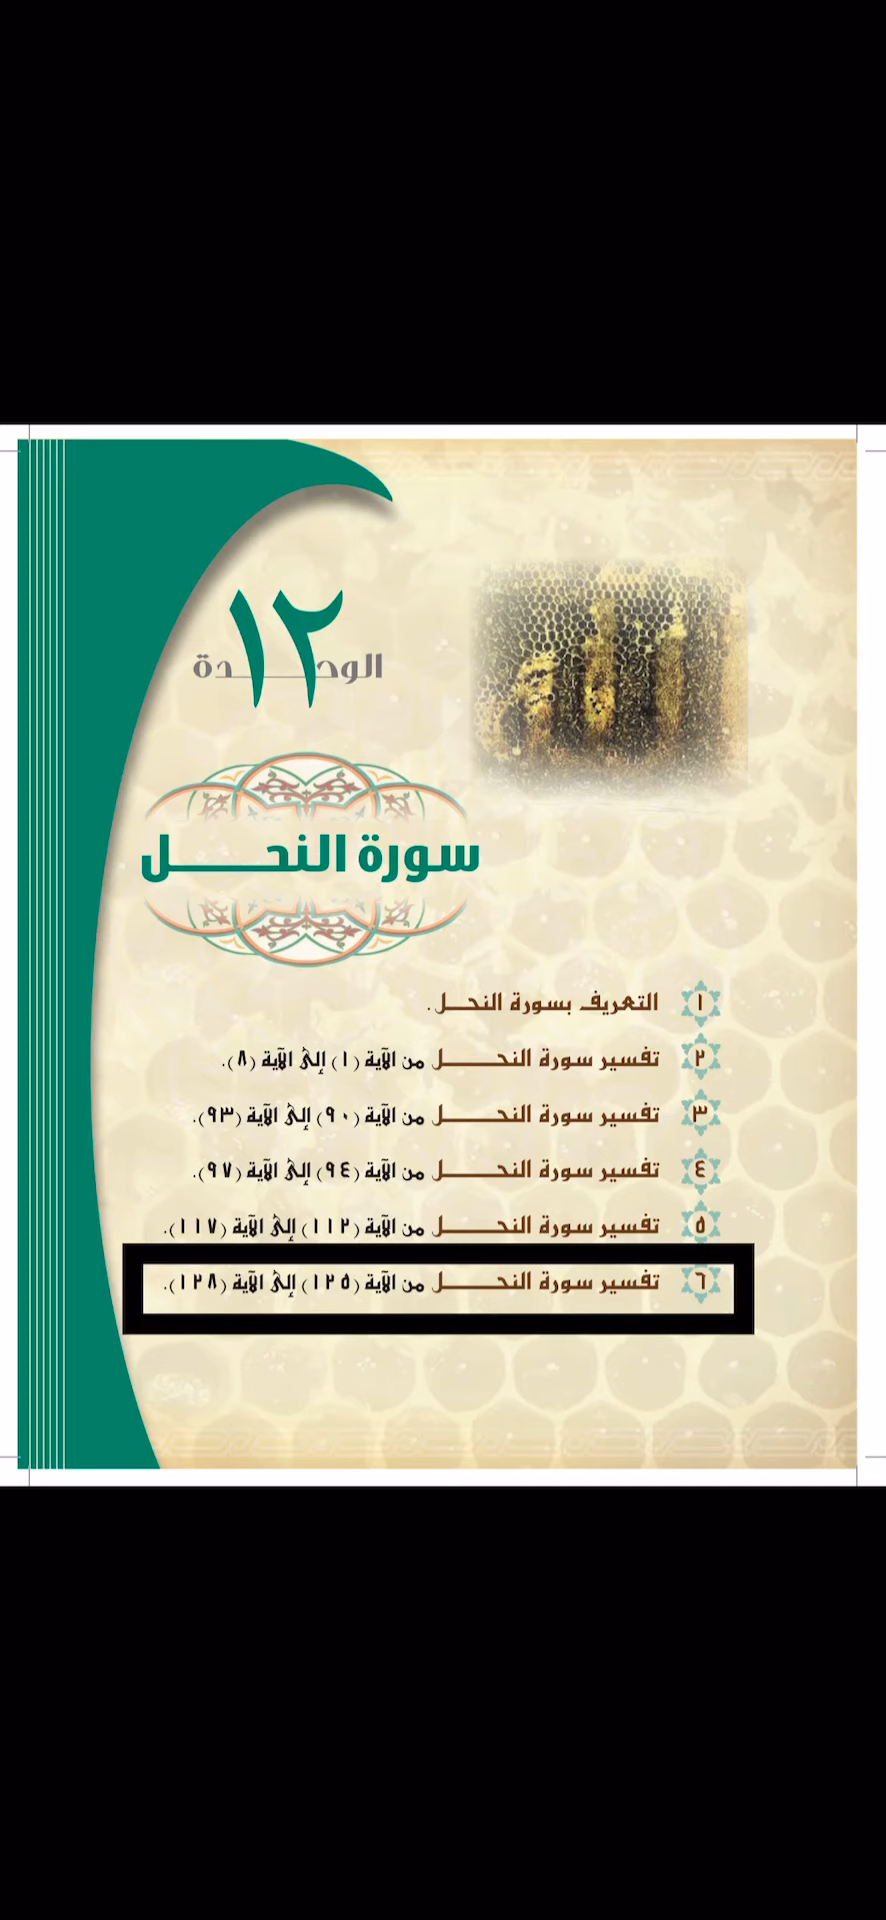 الوحدة
١٢
سورة النحل
١ التعريف بسورة النحل.
٢ تفسير سورة النحل من الآية (١) إلى الآية (٨).
٣ تفسير سورة النحل من الآية (٩٠) إلى الآية (٩٣).
٤ تفسير سورة النحل من الآية (٩٤) إلى الآية (٩٧).
٥ تفسير سورة النحل من الآية (١١٢) إلى الآية (١١٧).
٦ تفسير سورة النحل من الآية (١٢٥) إلى الآية (١٢٨).